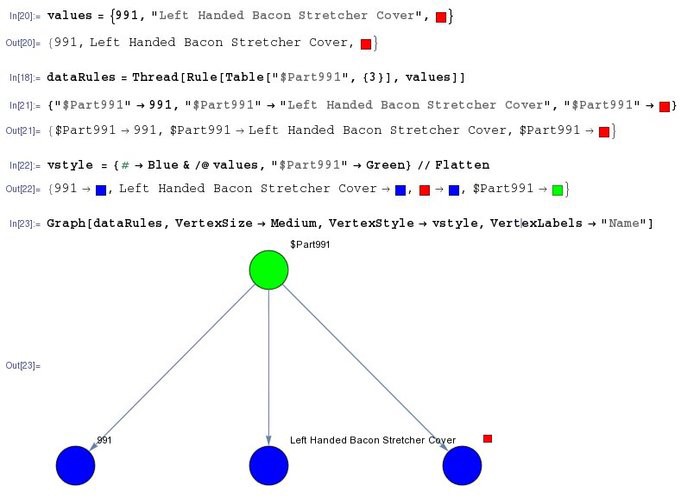 In[20]:= values = {991, "Left Handed Bacon Stretcher Cover", }
Out[20]= {991, Left Handed Bacon Stretcher Cover, }
In[18]:= dataRules = Thread[Rule[Table["$Part991", {3}], values]]
In[21]:= {"$Part991" → 991, "$Part991" → "Left Handed Bacon Stretcher Cover", "$Part991" → }
Out[21]= {$Part991 → 991, $Part991 → Left Handed Bacon Stretcher Cover, $Part991 → }
In[22]:= vstyle = {# → Blue & /@ values, "$Part991" → Green} // Flatten
Out[22]= {991 → , Left Handed Bacon Stretcher Cover → , → , $Part991 → }
In[23]:= Graph[dataRules, VertexSize → Medium, VertexStyle → vstyle, VertexLabels → "Name"]
$Part991
Out[23]=
991
Left Handed Bacon Stretcher Cover